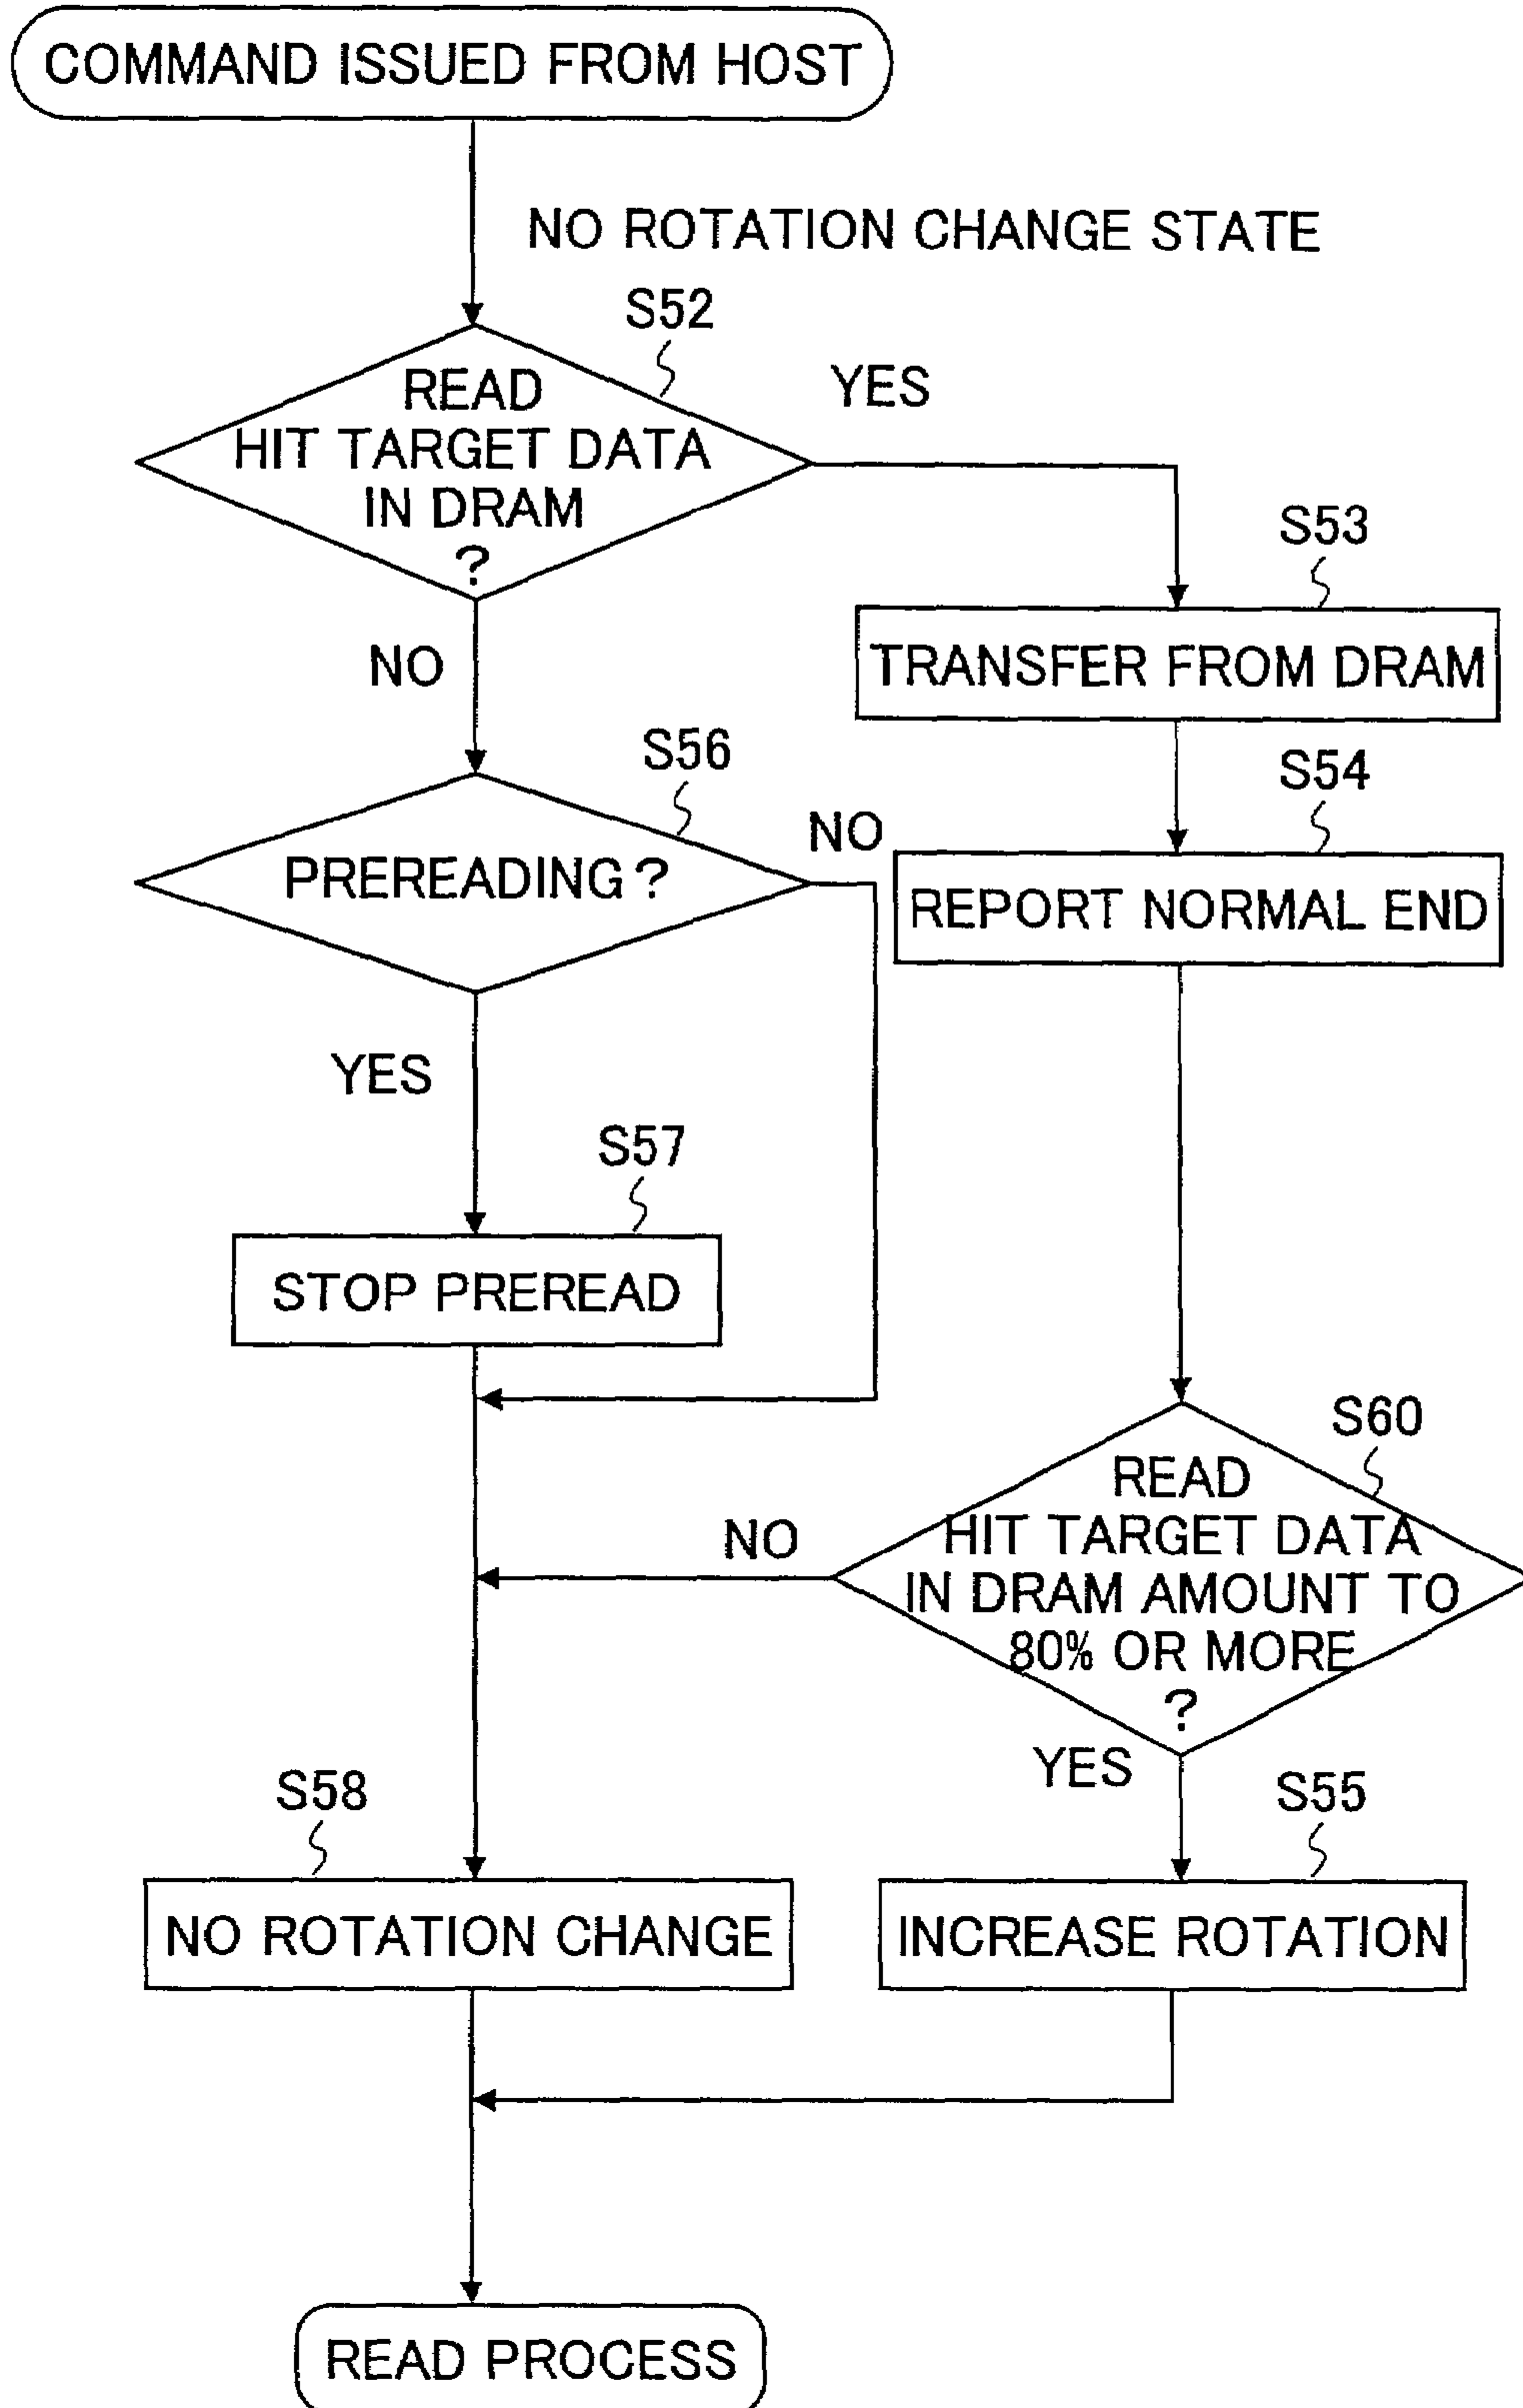 COMMAND ISSUED FROM HOST
NO ROTATION CHANGE STATE
S52
READ
HIT TARGET DATA
IN DRAM
?
YES
NO
S53
TRANSFER FROM DRAM
S56
PREREADING ?
NO
S54
REPORT NORMAL END
YES
S57
STOP PREREAD
S60
READ
HIT TARGET DATA
IN DRAM AMOUNT TO
80% OR MORE
?
NO
YES
S58
NO ROTATION CHANGE
S55
INCREASE ROTATION
READ PROCESS